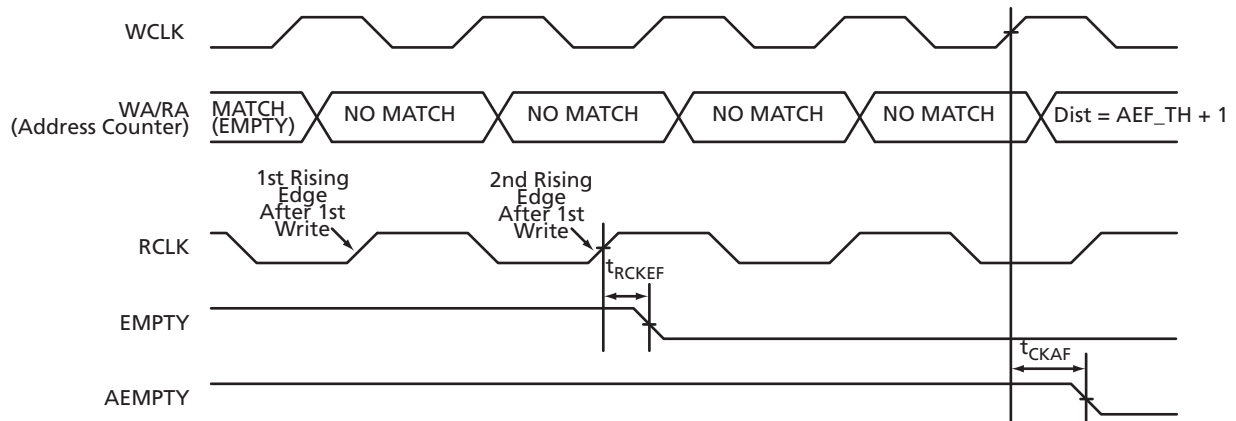 WCLK
WA/RA
(Address Counter)
MATCH
(EMPTY)
NO MATCH
NO MATCH
NO MATCH
NO MATCH
Dist = AEF_TH + 1
1st Rising
Edge
After 1st
Write
2nd Rising
Edge
After 1st
Write
RCLK
tRCKEF
EMPTY
tCKAF
AEMPTY